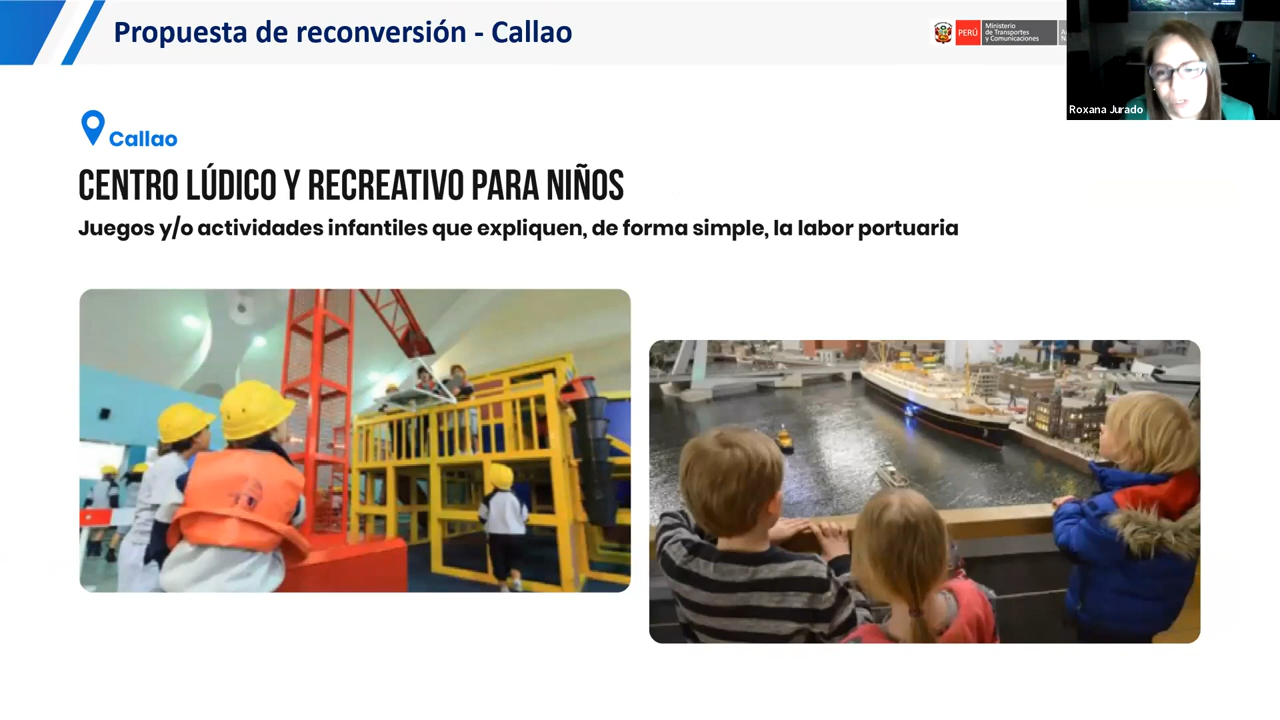 Propuesta de reconversión - Callao
PERÚ
Ministerio
de Transportes
y Comunicaciones
Roxana Jurado
Callao
CENTRO LÚDICO Y RECREATIVO PARA NIÑOS
Juegos y/o actividades infantiles que expliquen, de forma simple, la labor portuaria